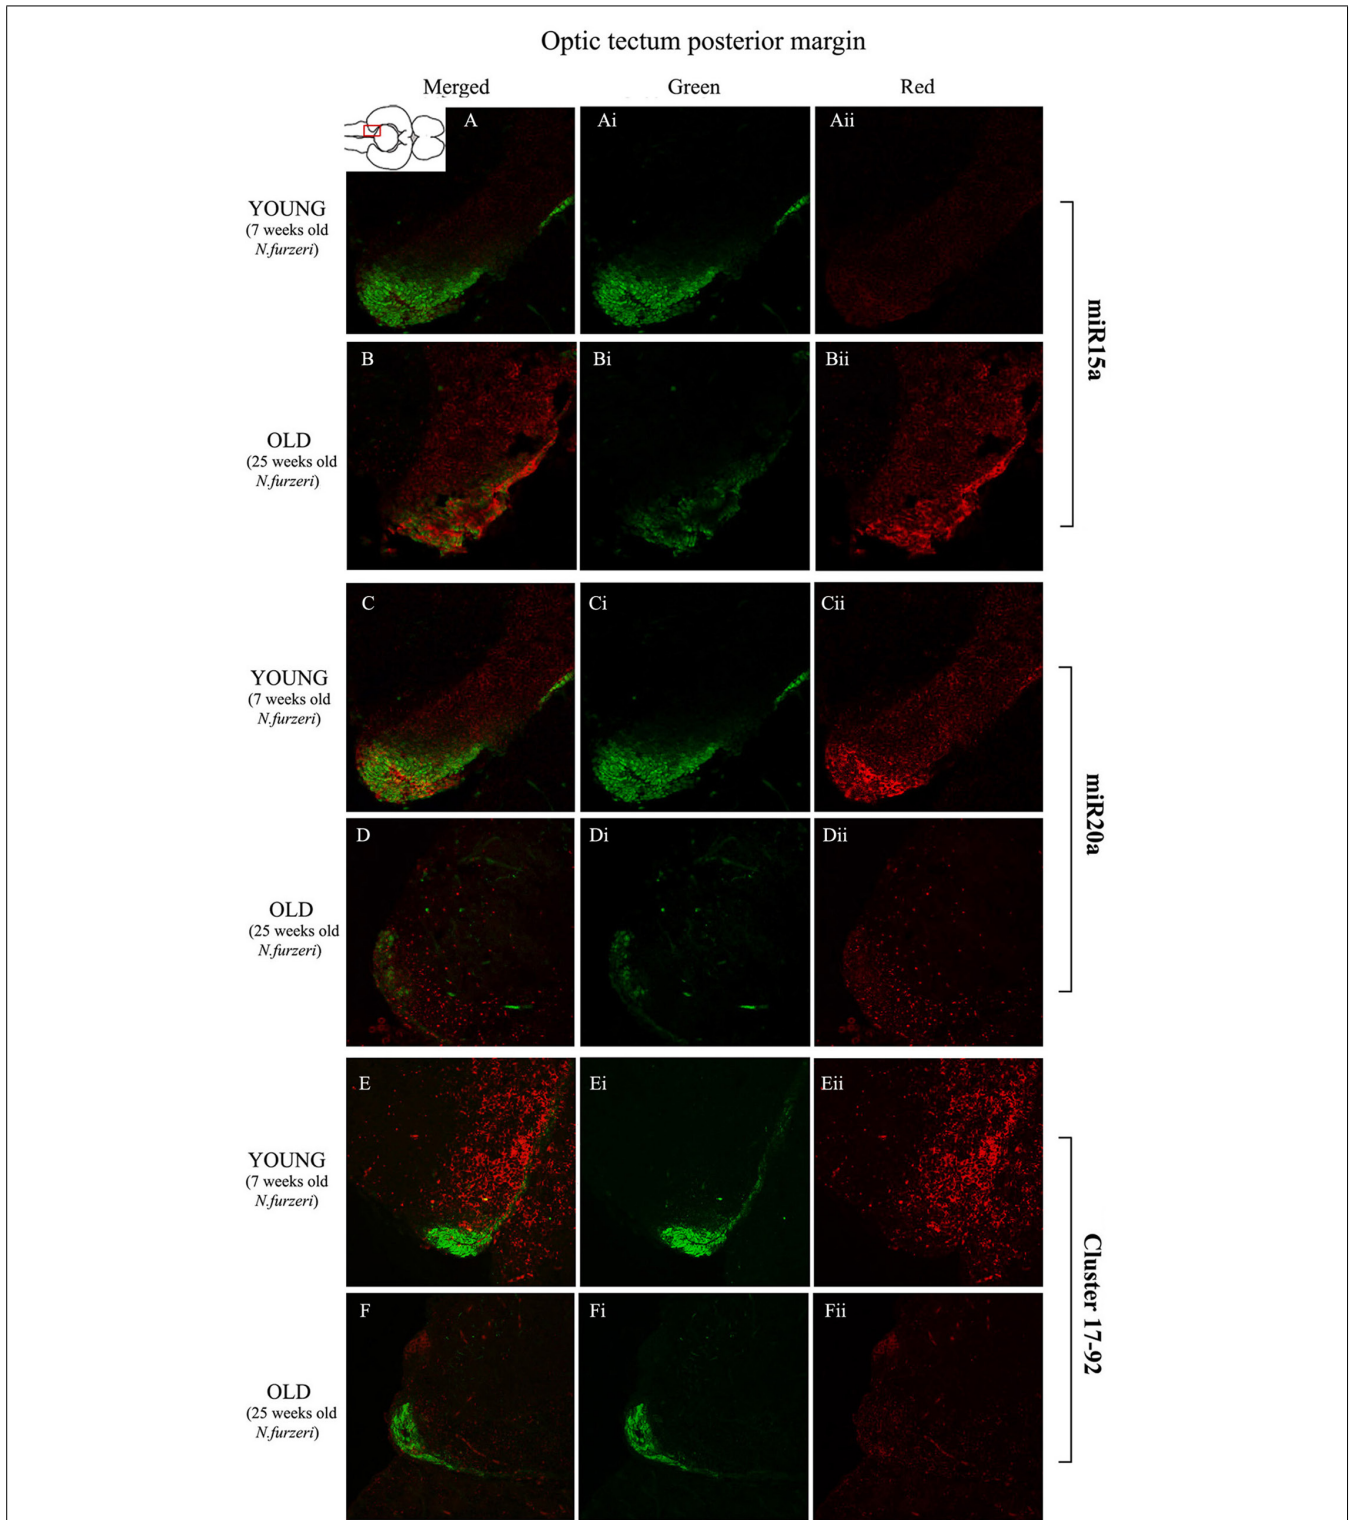 Optic tectum posterior margin
Merged Green Red
A Ai Aii
YOUNG
(7 weeks old
N.furzeri)
B Bi Bii
OLD
(25 weeks old
N.furzeri)
miR15a
C Ci Cii
YOUNG
(7 weeks old
N.furzeri)
D Di Dii
OLD
(25 weeks old
N.furzeri)
miR20a
E Ei Eii
YOUNG
(7 weeks old
N.furzeri)
F Fi Fii
OLD
(25 weeks old
N.furzeri)
Cluster 17-92